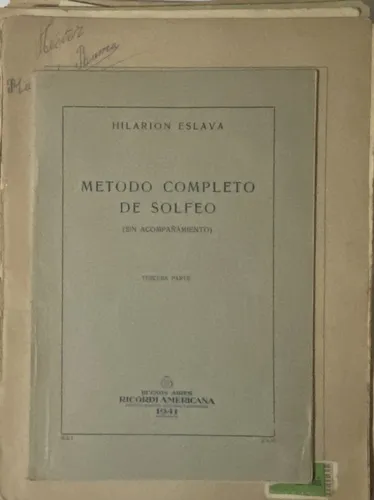 HILARION ESLAVA
METODO COMPLETO
DE SOLFEO
(SIN ACOMPAÑAMIENTO)
TERCERA PARTE
BUENOS AIRES
RICORDI AMERICANA
1941